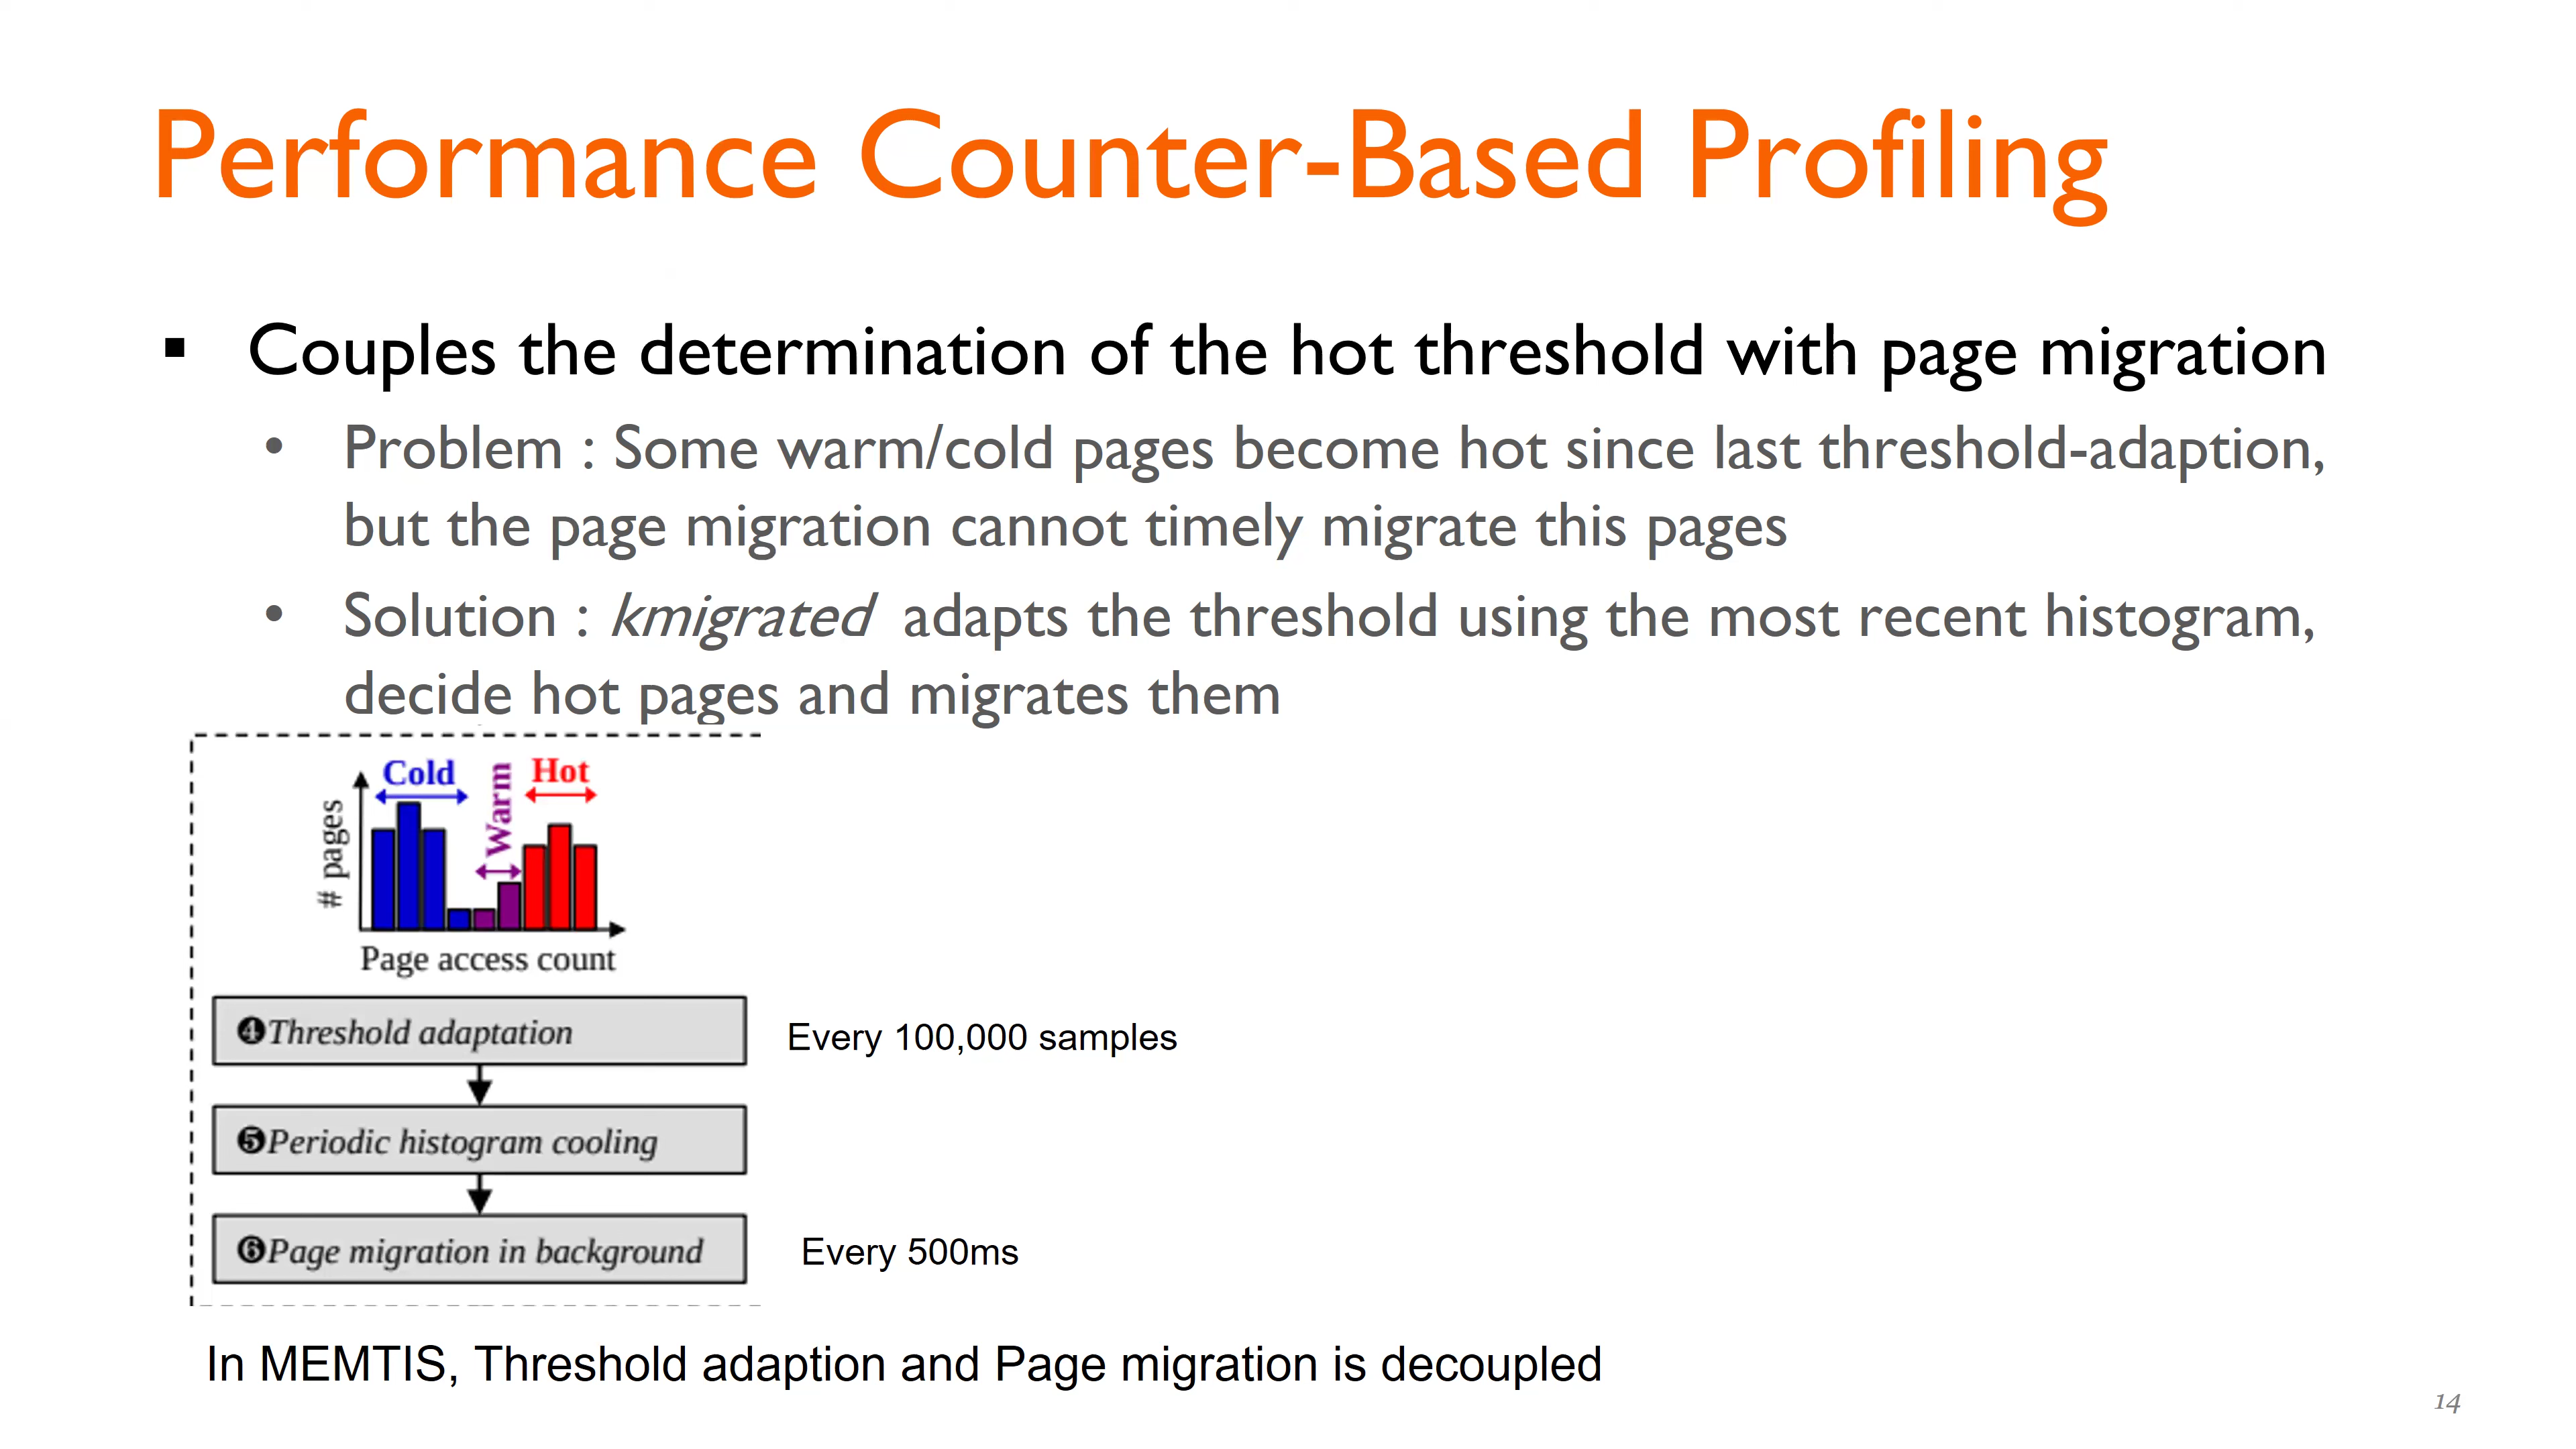 Performance Counter-Based Profiling
▪ Couples the determination of the hot threshold with page migration
• Problem : Some warm/cold pages become hot since last threshold-adaption,
but the page migration cannot timely migrate this pages
• Solution : kmigrated adapts the threshold using the most recent histogram,
decide hot pages and migrates them
Cold
Warm
Hot
# pages
Page access count
❹Threshold adaptation
Every 100,000 samples
❺Periodic histogram cooling
❻Page migration in background
Every 500ms
In MEMTIS, Threshold adaption and Page migration is decoupled
14